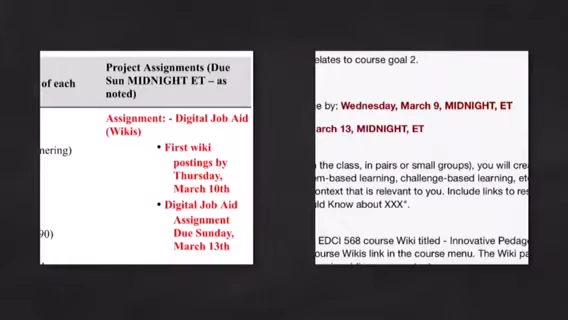 of each
Project Assignments (Due
Sun MIDNIGHT ET – as
noted)
Assignment: - Digital Job Aid
(Wikis)
• First wiki
postings by
Thursday,
March 10th
• Digital Job Aid
Assignment
Due Sunday,
March 13th
elates to course goal 2.
e by: Wednesday, March 9, MIDNIGHT, ET
arch 13, MIDNIGHT, ET
the class, in pairs or small groups), you will cre
m-based learning, challenge-based learning, et
ontext that is relevant to you. Include links to res
ld Know about XXX".
EDCI 568 course Wiki titled - Innovative Pedag
ourse Wikis link in the course menu. The Wiki pa